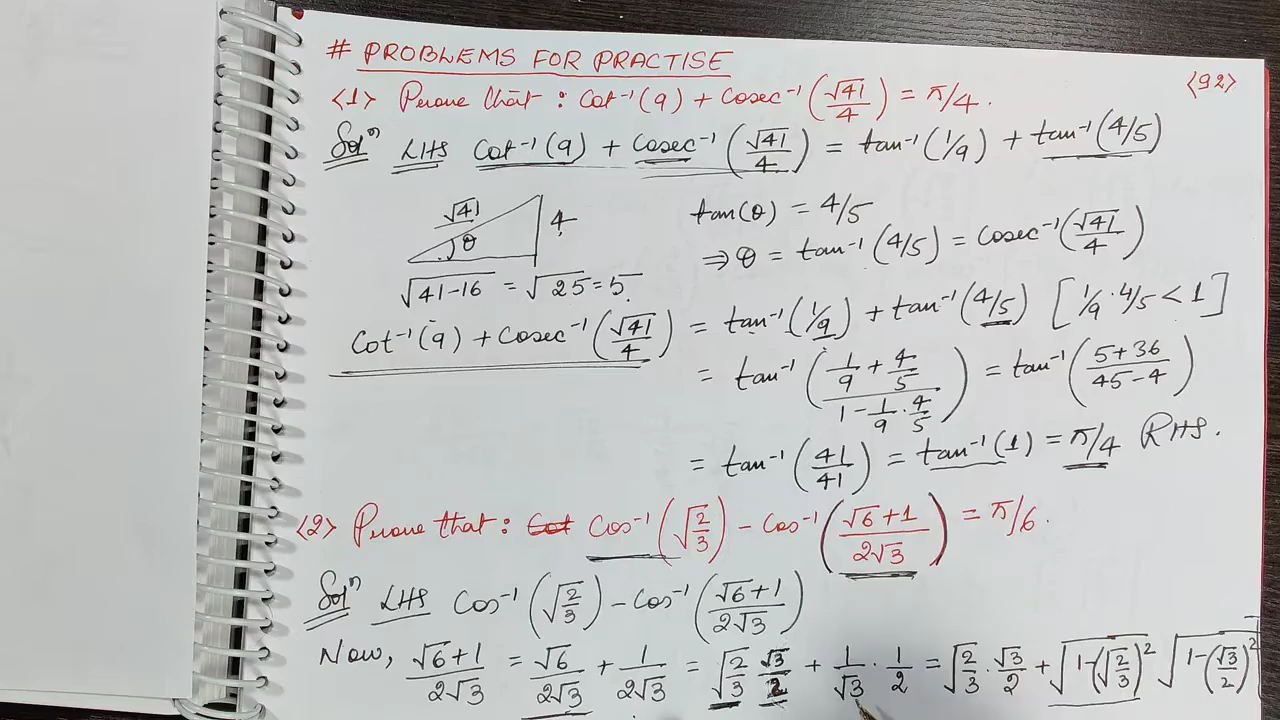 # PROBLEMS FOR PRACTISE
<92>
<1> Prove that : Cot⁻¹(9) + Cosec⁻¹(√41/4) = π/4.
Solⁿ LHS Cot⁻¹(9) + Cosec⁻¹(√41/4) = tan⁻¹(1/9) + tan⁻¹(4/5)
√41 θ 4
√41-16 = √25 = 5
tan(θ) = 4/5
⇒ θ = tan⁻¹(4/5) = Cosec⁻¹(√41/4)
Cot⁻¹(9) + Cosec⁻¹(√41/4) = tan⁻¹(1/9) + tan⁻¹(4/5) [1/9 · 4/5 < 1]
= tan⁻¹((1/9 + 4/5)/(1 - 1/9 · 4/5)) = tan⁻¹((5+36)/(45-4))
= tan⁻¹(41/41) = tan⁻¹(1) = π/4 RHS.
<2> Prove that : Cos⁻¹(√2/3) - Cos⁻¹((√6+1)/(2√3)) = π/6.
Solⁿ LHS Cos⁻¹(√2/3) - Cos⁻¹((√6+1)/(2√3))
Now, (√6+1)/(2√3) = √6/(2√3) + 1/(2√3) = √2/3 √3/2 + 1/√3 · 1/2 = √2/3 · √3/2 + √(1-(√2/3)²) √(1-(√3/2)²)